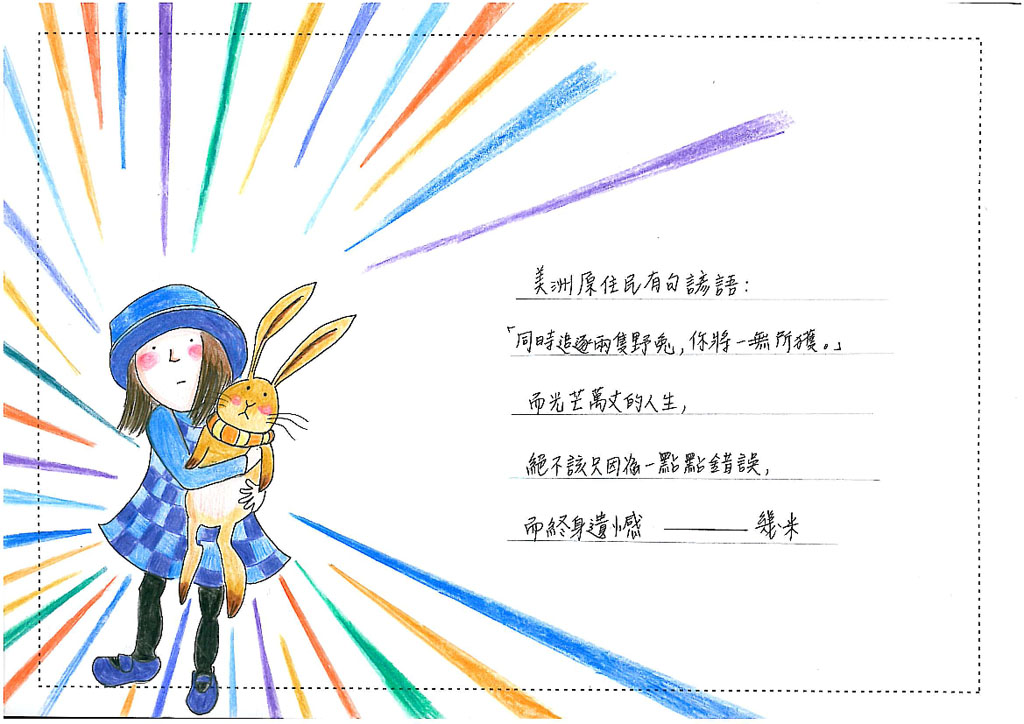 美洲原住民有句諺語：
「同時追逐兩隻野兔，你將一無所獲。」
而光芒萬丈的人生，
絕不該只因為一點點錯誤，
而終身遺憾 ——— 幾米